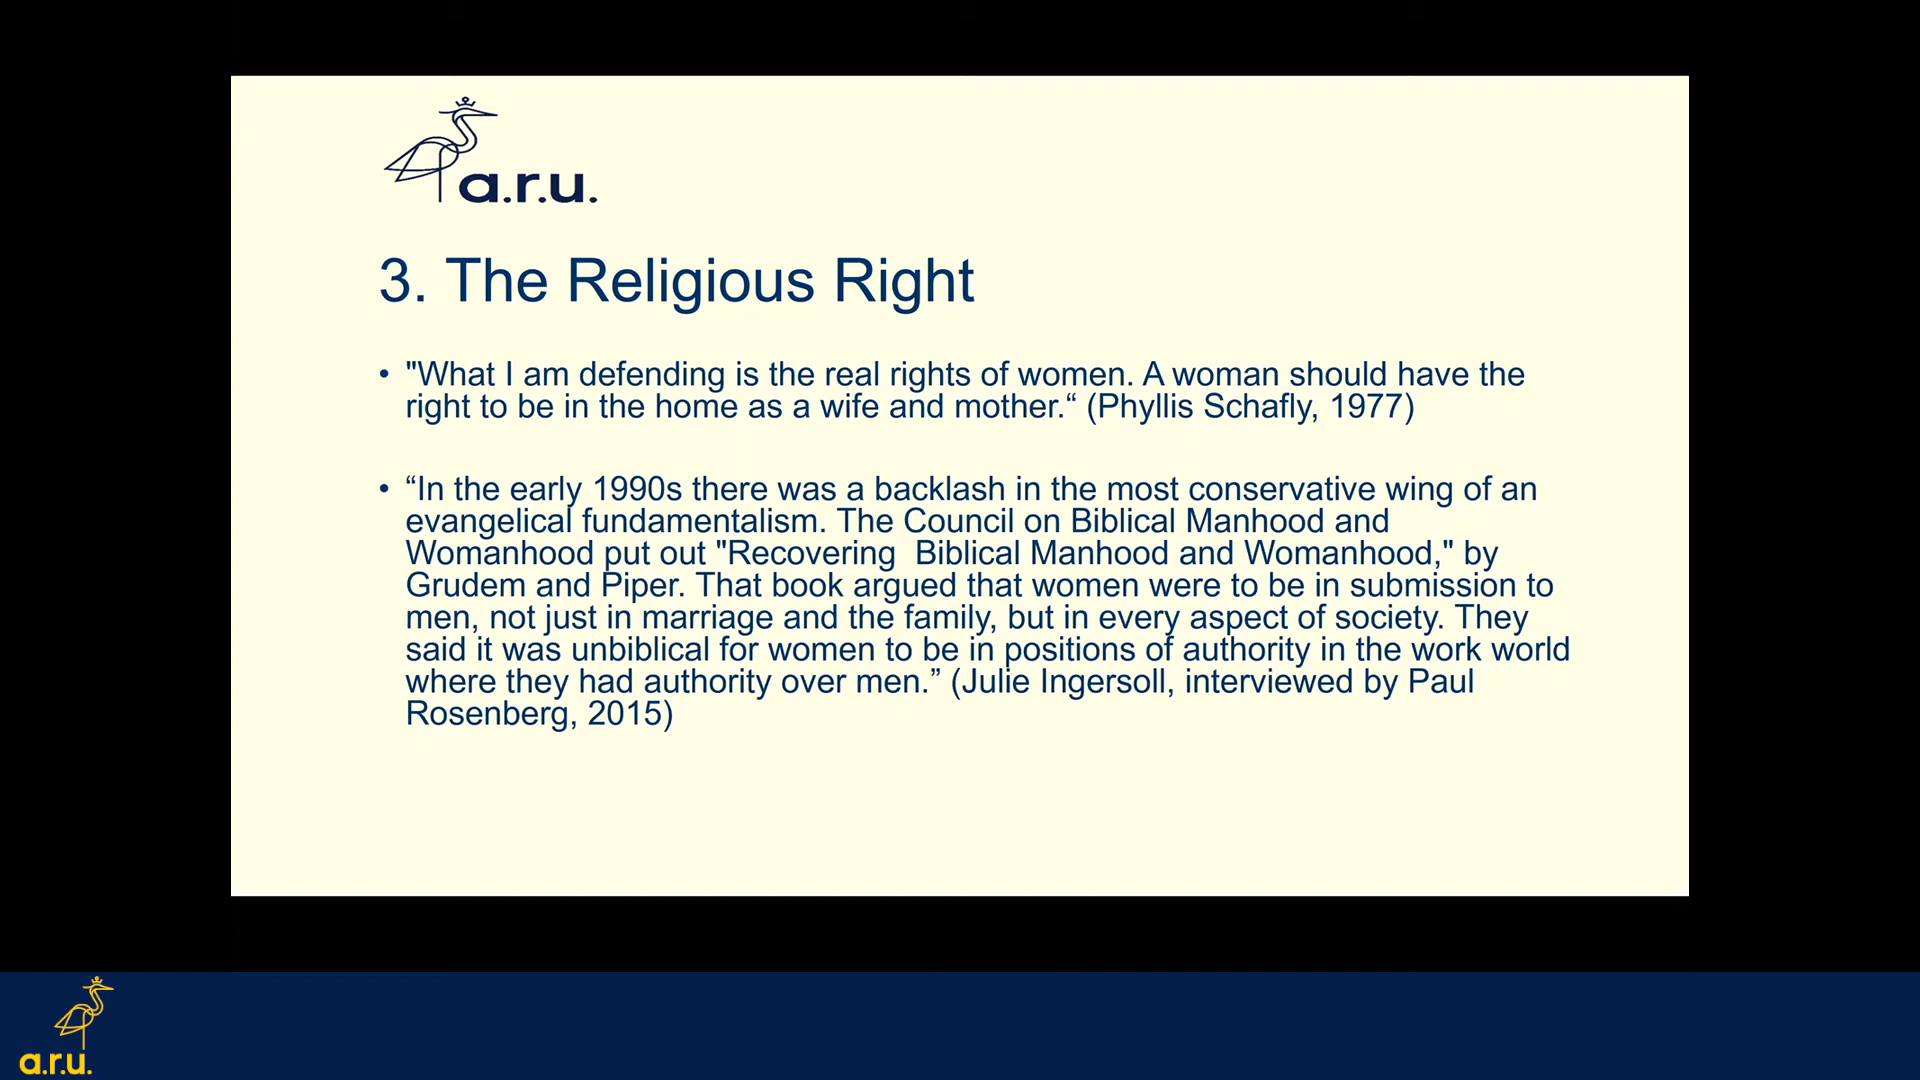 a.r.u.
3. The Religious Right
• "What I am defending is the real rights of women. A woman should have the
right to be in the home as a wife and mother.“ (Phyllis Schafly, 1977)
• “In the early 1990s there was a backlash in the most conservative wing of an
evangelical fundamentalism. The Council on Biblical Manhood and
Womanhood put out "Recovering  Biblical Manhood and Womanhood," by
Grudem and Piper. That book argued that women were to be in submission to
men, not just in marriage and the family, but in every aspect of society. They
said it was unbiblical for women to be in positions of authority in the work world
where they had authority over men.” (Julie Ingersoll, interviewed by Paul
Rosenberg, 2015)
a.r.u.